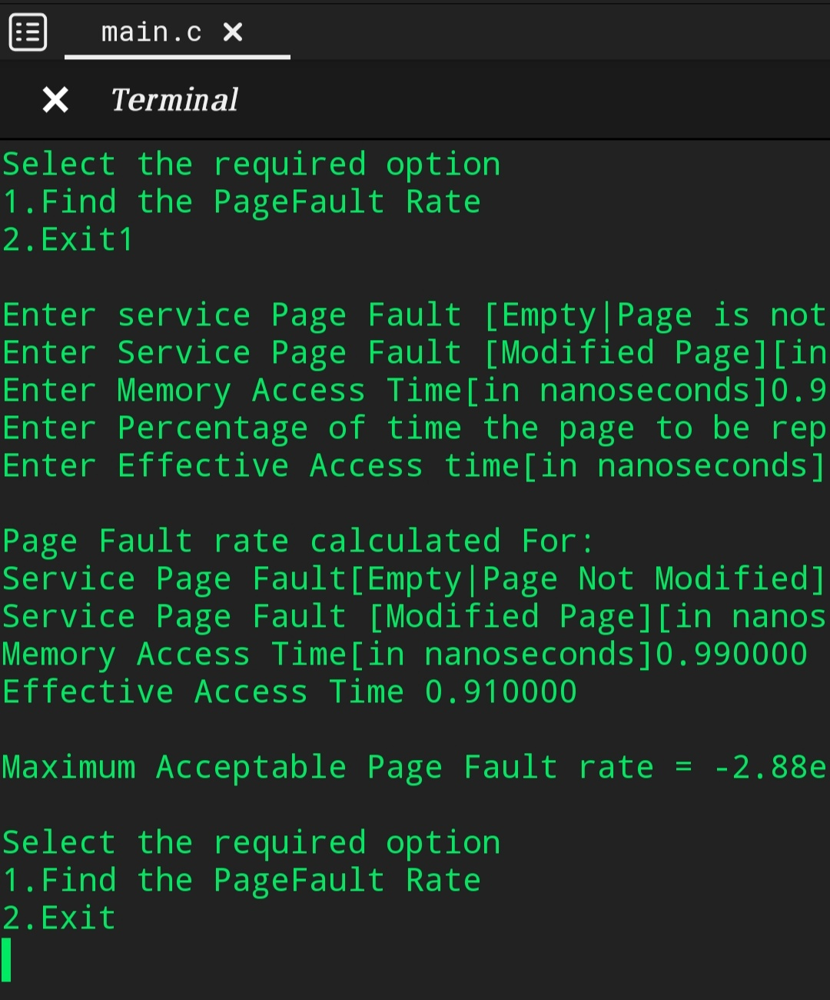 main.c
Terminal
Select the required option
1.Find the PageFault Rate
2.Exit1
Enter service Page Fault [Empty|Page is not
Enter Service Page Fault [Modified Page][in
Enter Memory Access Time[in nanoseconds]0.9
Enter Percentage of time the page to be rep
Enter Effective Access time[in nanoseconds]
Page Fault rate calculated For:
Service Page Fault[Empty|Page Not Modified]
Service Page Fault [Modified Page][in nanos
Memory Access Time[in nanoseconds]0.990000
Effective Access Time 0.910000
Maximum Acceptable Page Fault rate = -2.88e
Select the required option
1.Find the PageFault Rate
2.Exit